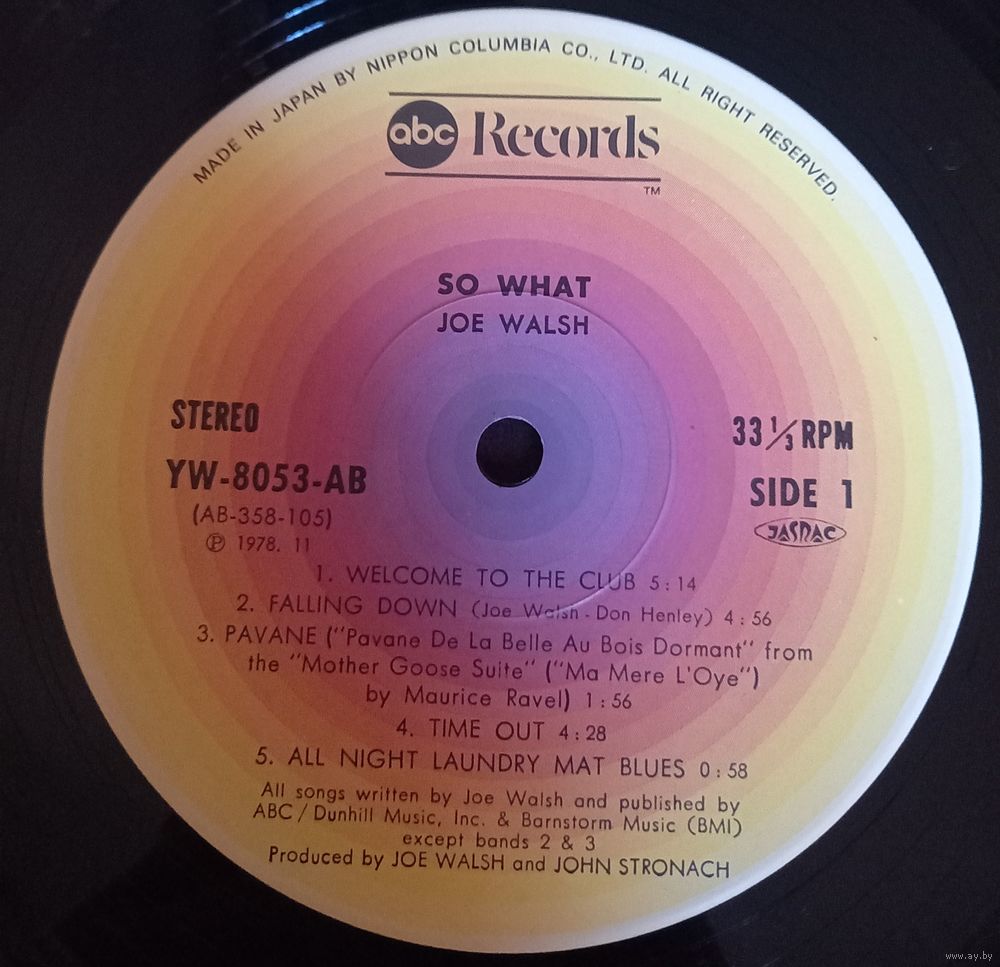 MADE IN JAPAN BY NIPPON COLUMBIA CO., LTD. ALL RIGHT RESERVED.
abc Records
TM
SO WHAT
JOE WALSH
STEREO
33 1/3 RPM
YW-8053-AB
SIDE 1
(AB-358-105)
JASRAC
Ⓟ 1978. 11
1. WELCOME TO THE CLUB 5:14
2. FALLING DOWN (Joe Walsh - Don Henley) 4:56
3. PAVANE ("Pavane De La Belle Au Bois Dormant" from
the "Mother Goose Suite" ("Ma Mere L'Oye")
by Maurice Ravel) 1:56
4. TIME OUT 4:28
5. ALL NIGHT LAUNDRY MAT BLUES 0:58
All songs written by Joe Walsh and published by
ABC/Dunhill Music, Inc. & Barnstorm Music (BMI)
except bands 2 & 3
Produced by JOE WALSH and JOHN STRONACH
www.ay.by